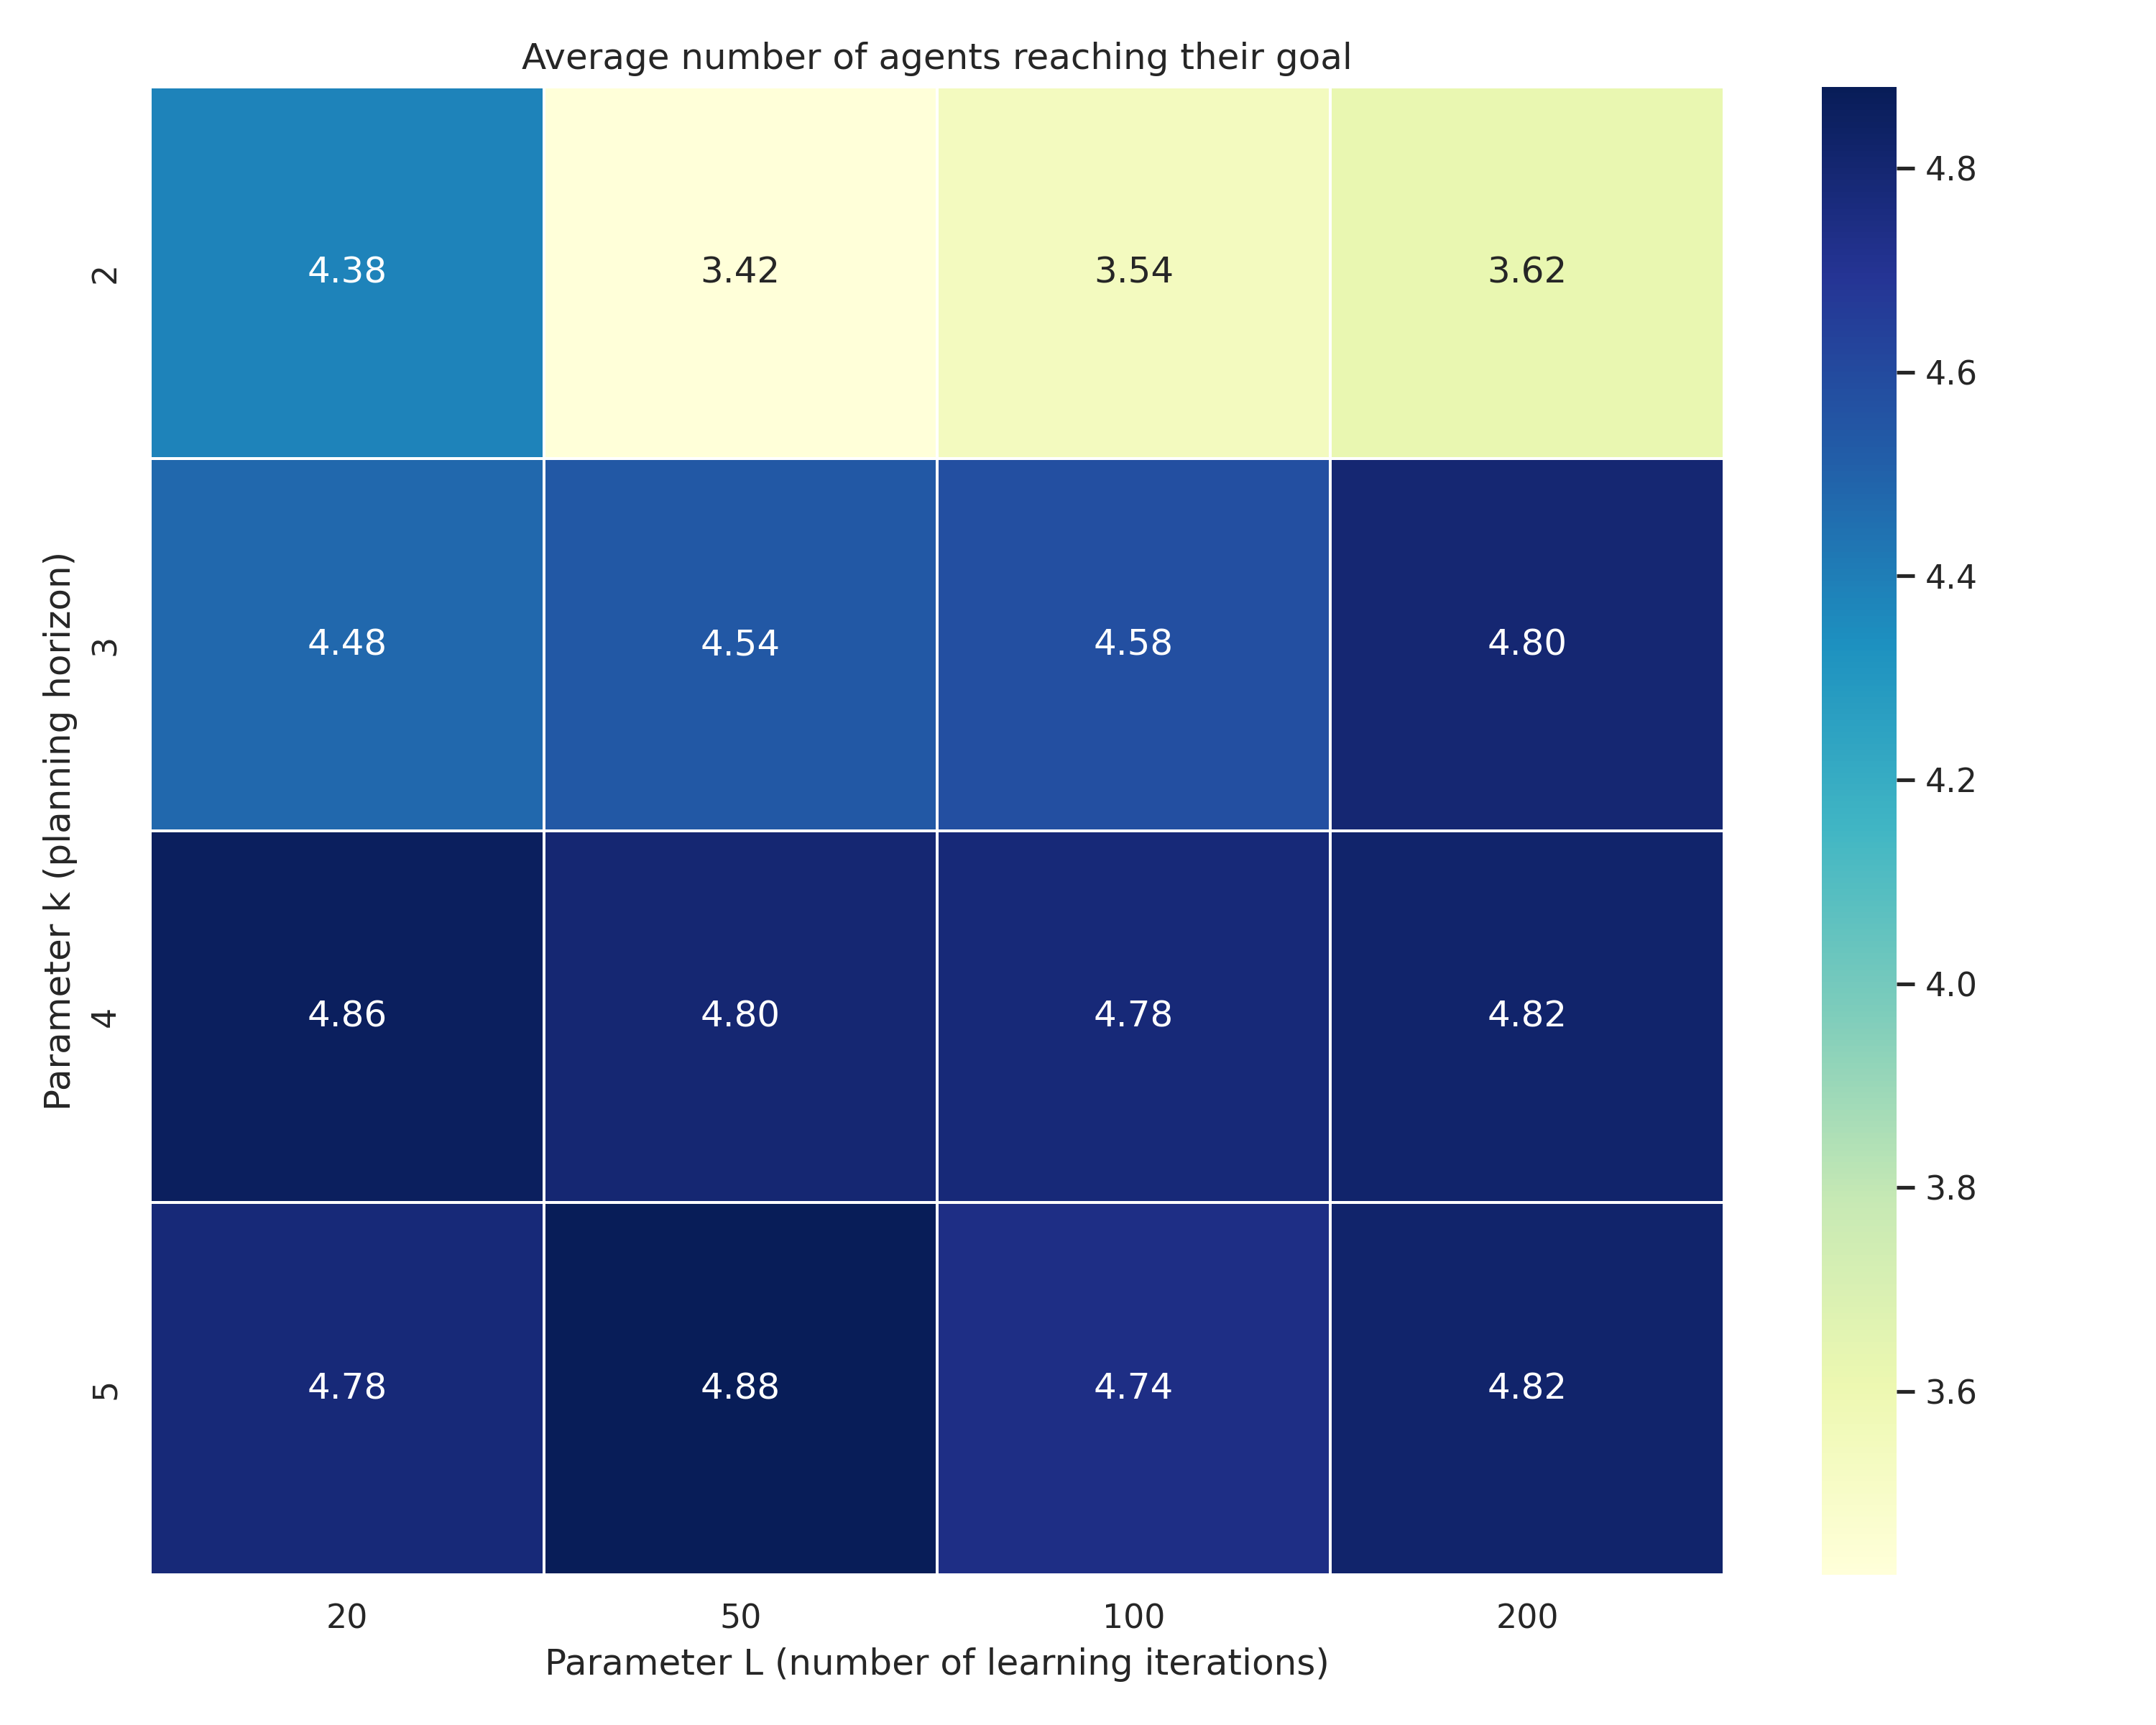 Average number of agents reaching their goal
4.38 3.42 3.54 3.62
4.48 4.54 4.58 4.80
4.86 4.80 4.78 4.82
4.78 4.88 4.74 4.82
2
3
4
5
Parameter k (planning horizon)
20 50 100 200
Parameter L (number of learning iterations)
4.8
4.6
4.4
4.2
4.0
3.8
3.6